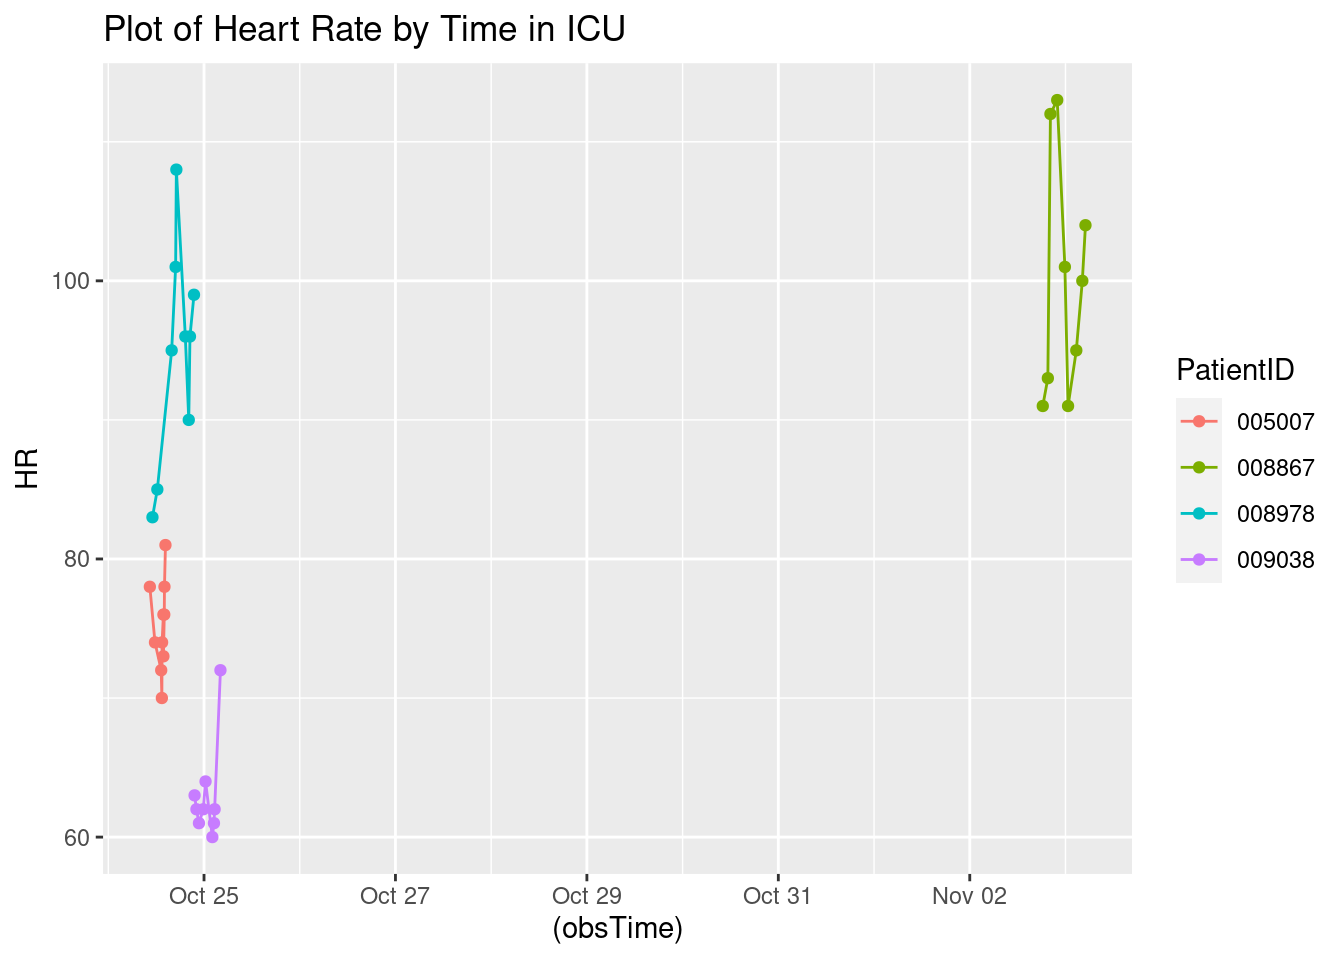 Plot of Heart Rate by Time in ICU
HR
100
80
60
Oct 25 Oct 27 Oct 29 Oct 31 Nov 02
(obsTime)
PatientID
005007
008867
008978
009038